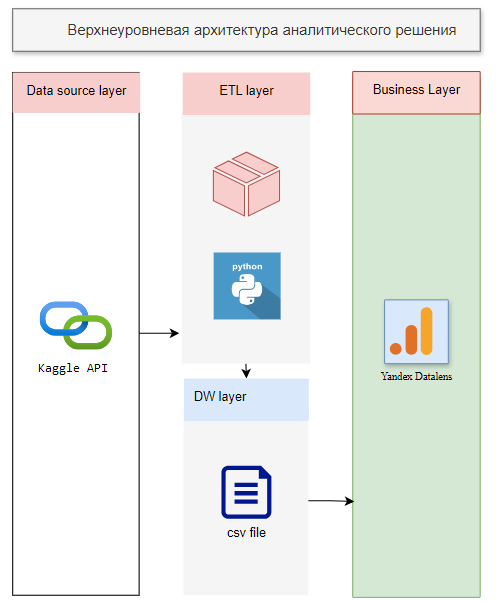 Верхнеуровневая архитектура аналитического решения
Data source layer
ETL layer
Business Layer
python
Kaggle API
Yandex Datalens
DW layer
csv file